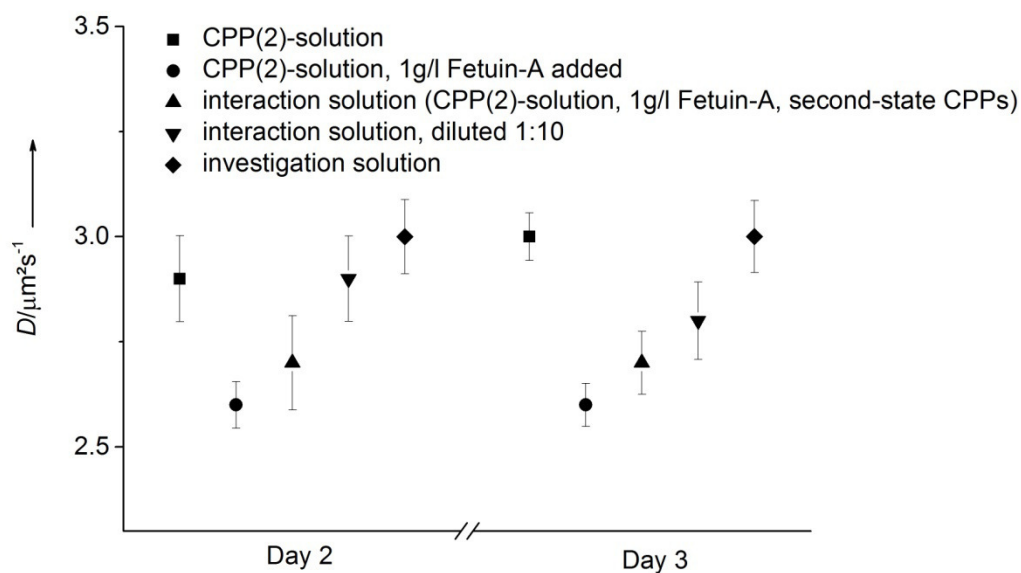 3.5
CPP(2)-solution
CPP(2)-solution, 1g/l Fetuin-A added
interaction solution (CPP(2)-solution, 1g/l Fetuin-A, second-state CPPs)
interaction solution, diluted 1:10
investigation solution
D/µm²s⁻¹
3.0
2.5
Day 2
Day 3